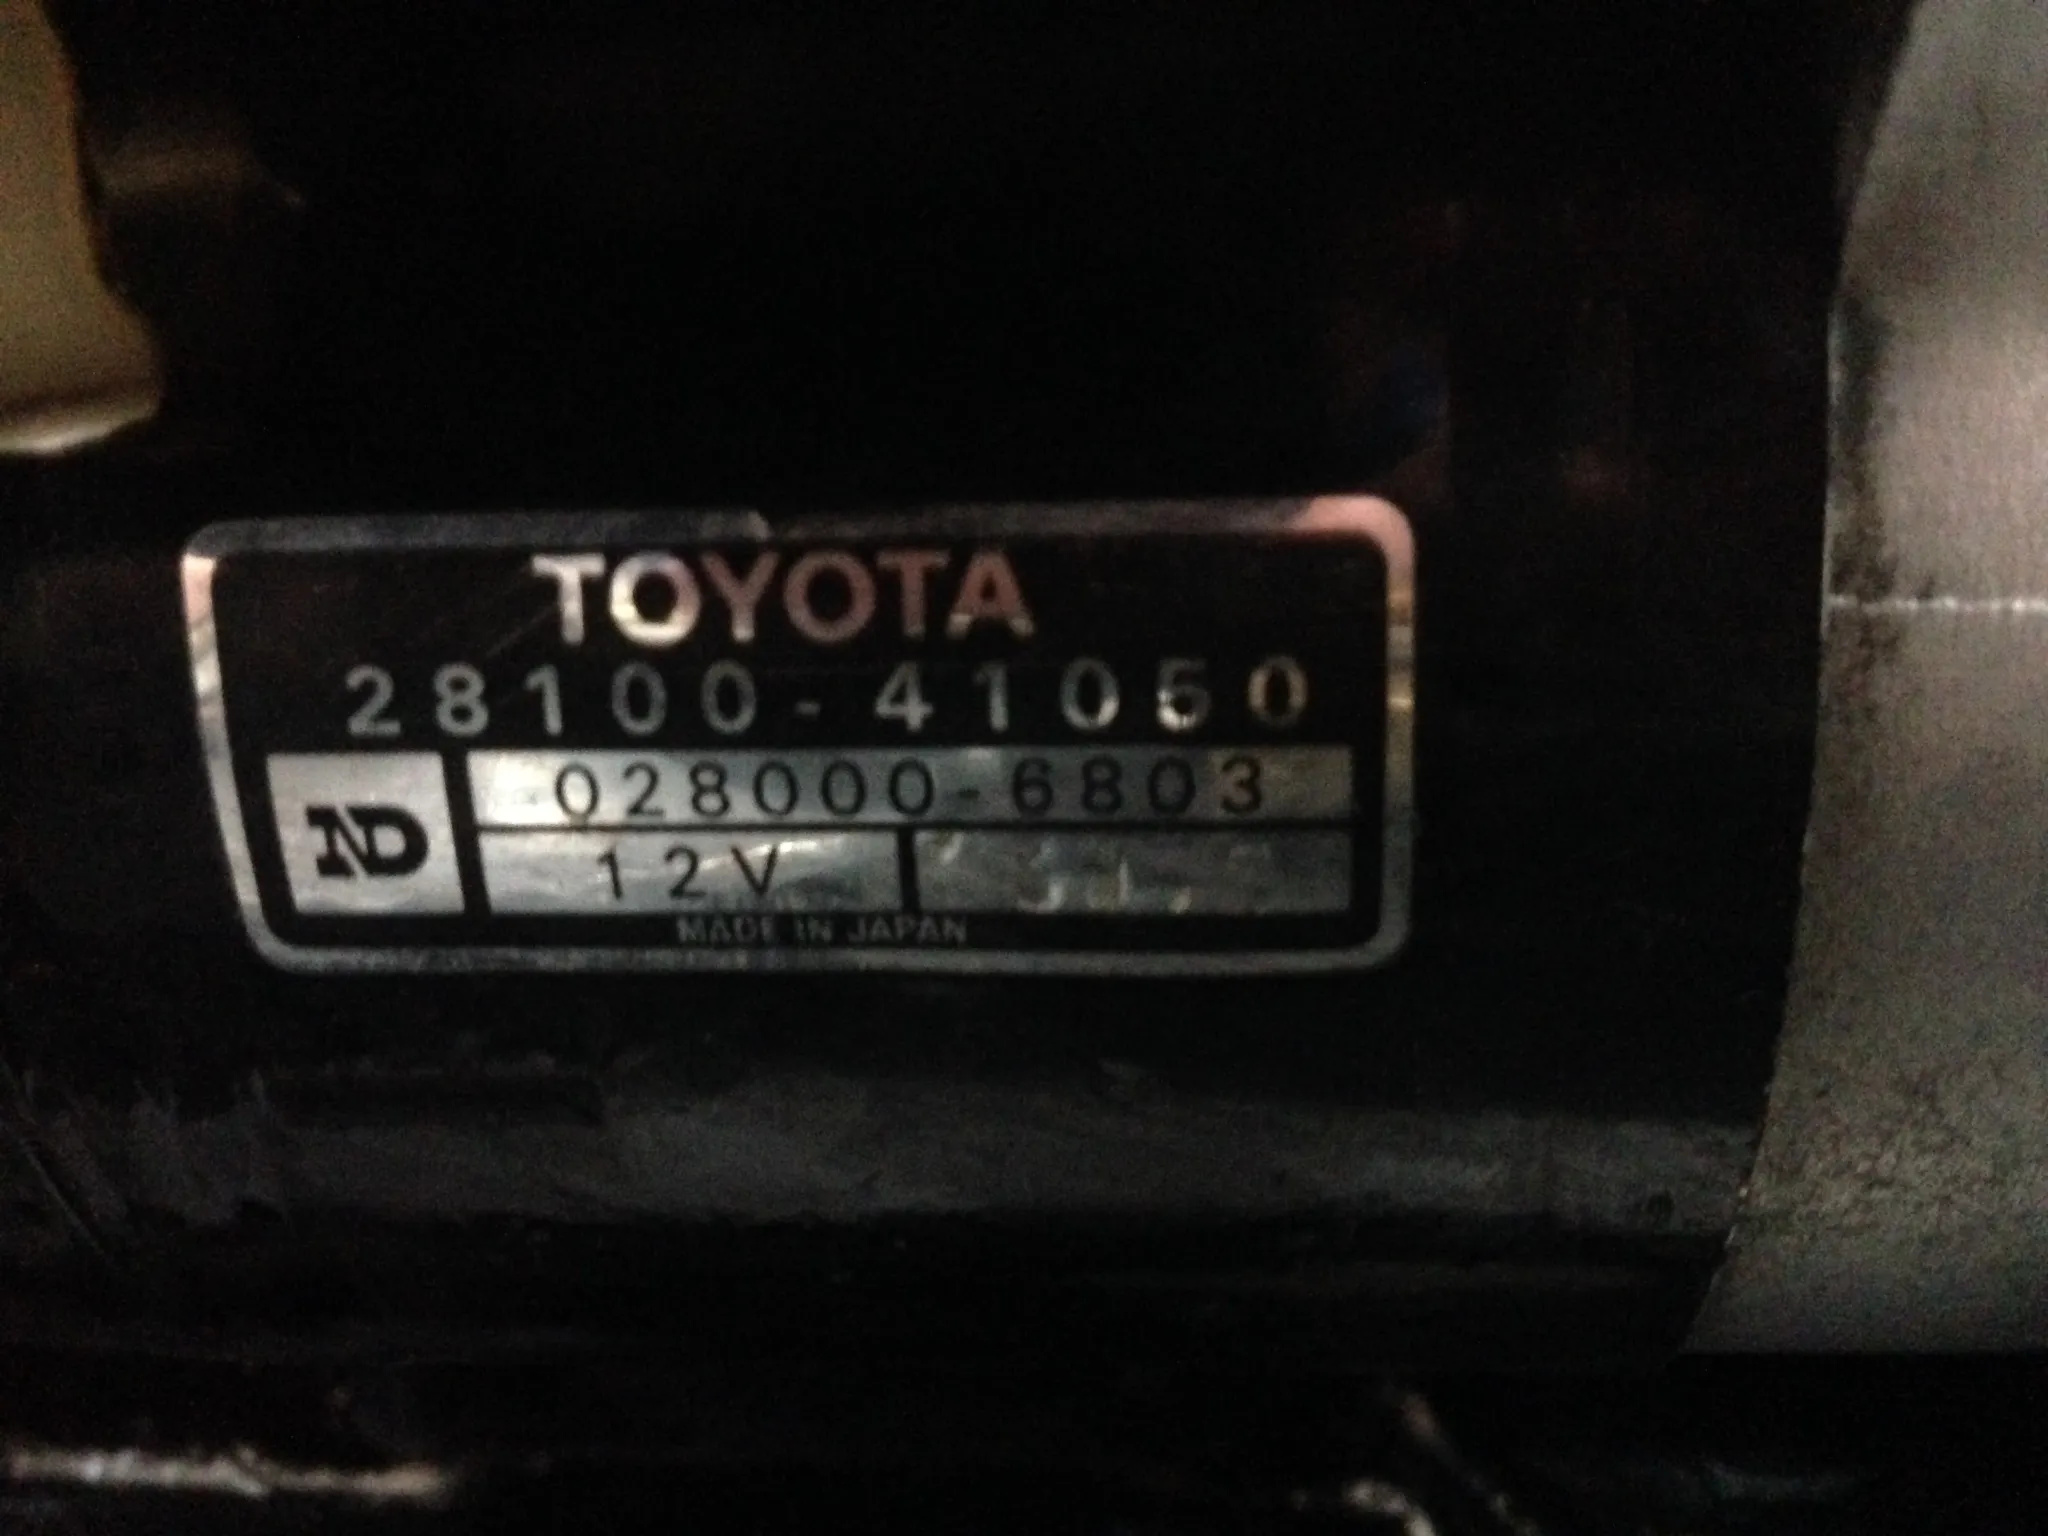 TOYOTA
28100-41050
ND
028000-6803
12V
MADE IN JAPAN